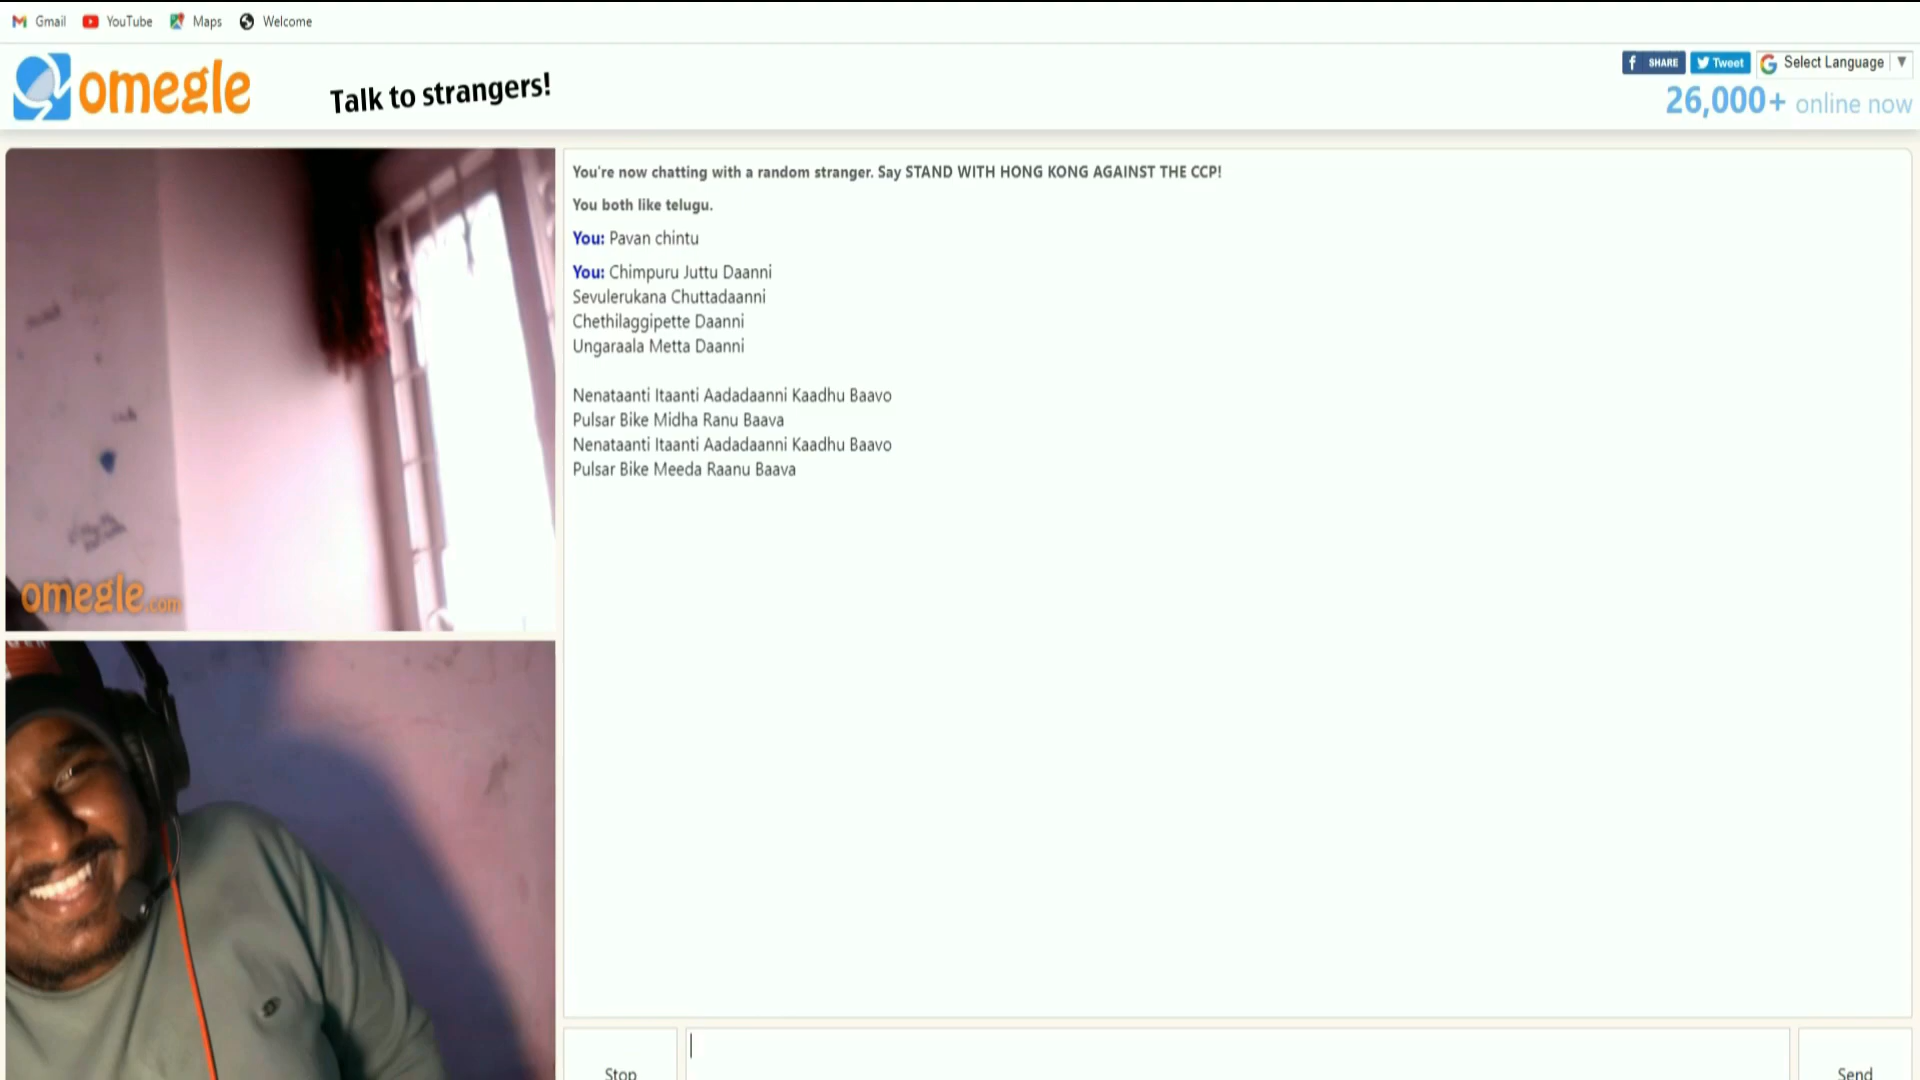 Gmail YouTube Maps Welcome
omegle Talk to strangers!
f SHARE Tweet Select Language
26,000+ online now
You're now chatting with a random stranger. Say STAND WITH HONG KONG AGAINST THE CCP!
You both like telugu.
You: Pavan chintu
You: Chimpuru Juttu Daanni
Sevulerukana Chuttadaanni
Chethilaggipette Daanni
Ungaraala Metta Daanni
Nenataanti Itaanti Aadadaanni Kaadhu Baavo
Pulsar Bike Midha Ranu Baava
Nenataanti Itaanti Aadadaanni Kaadhu Baavo
Pulsar Bike Meeda Raanu Baava
omegle.com
Stop
Send